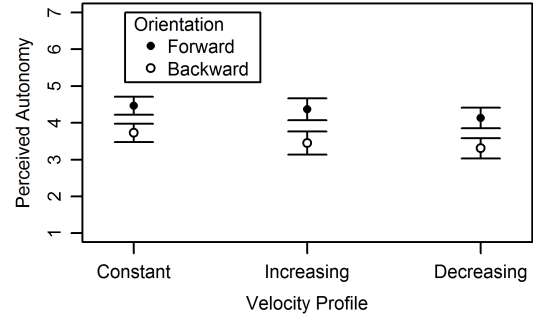 Orientation
Forward
Backward
Perceived Autonomy
7
6
5
4
3
2
1
Constant
Increasing
Decreasing
Velocity Profile